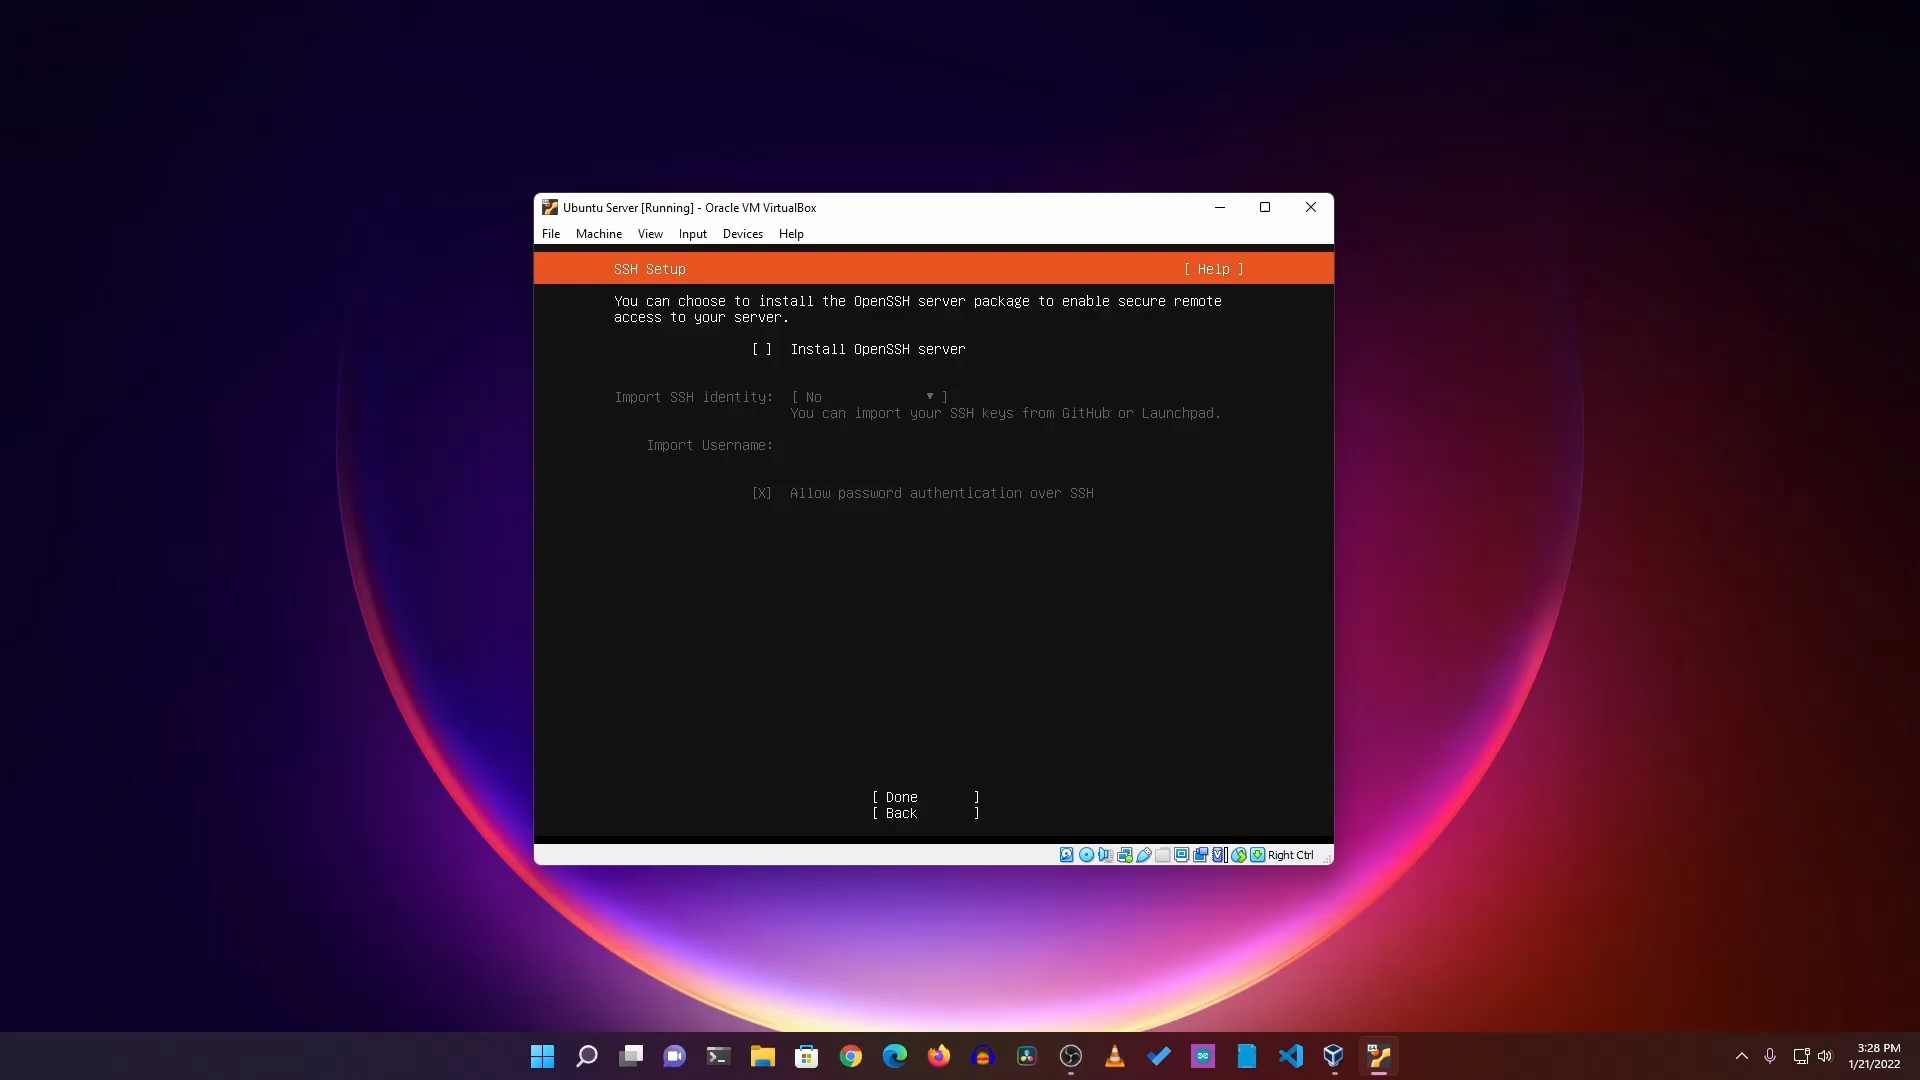 Ubuntu Server [Running] - Oracle VM VirtualBox
File Machine View Input Devices Help
SSH Setup [ Help ]
You can choose to install the OpenSSH server package to enable secure remote
access to your server.
[ ] Install OpenSSH server
Import SSH identity: [ No ▼ ]
You can import your SSH keys from GitHub or Launchpad.
Import Username:
[X] Allow password authentication over SSH
[ Done ]
[ Back ]
Right Ctrl
3:28 PM
1/21/2022